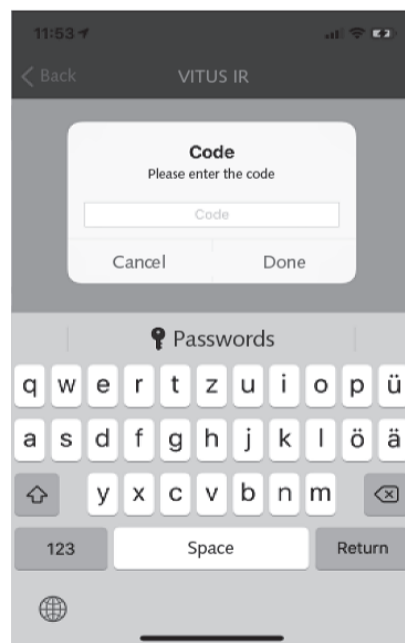 11:53
Back VITUS IR
Code
Please enter the code
Code
Cancel Done
Passwords
q w e r t z u i o p ü
a s d f g h j k l ö ä
y x c v b n m
123 Space Return